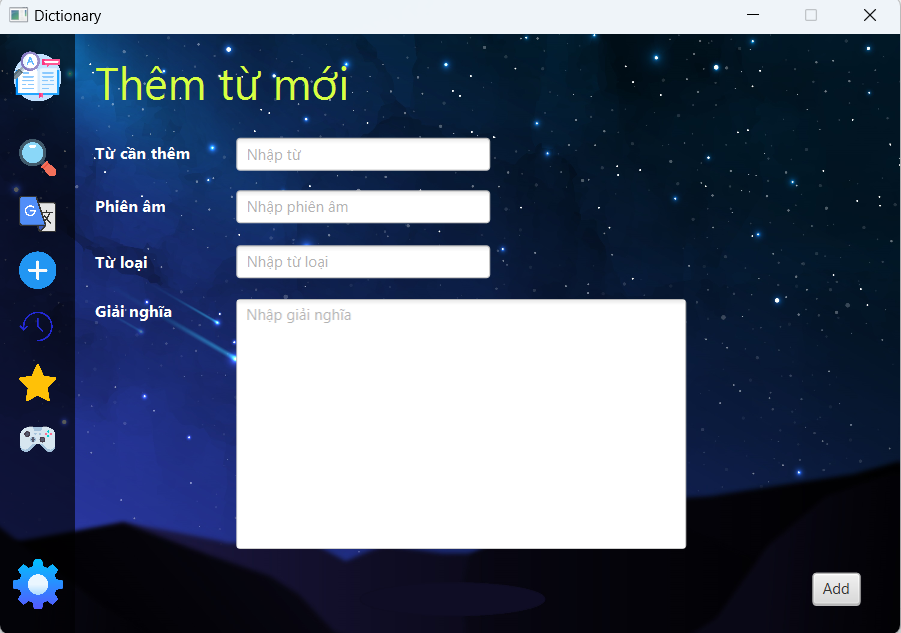 Dictionary
A
Thêm từ mới
Từ cần thêm
Nhập từ
G
文
Phiên âm
Nhập phiên âm
Từ loại
Nhập từ loại
Giải nghĩa
Nhập giải nghĩa
Add